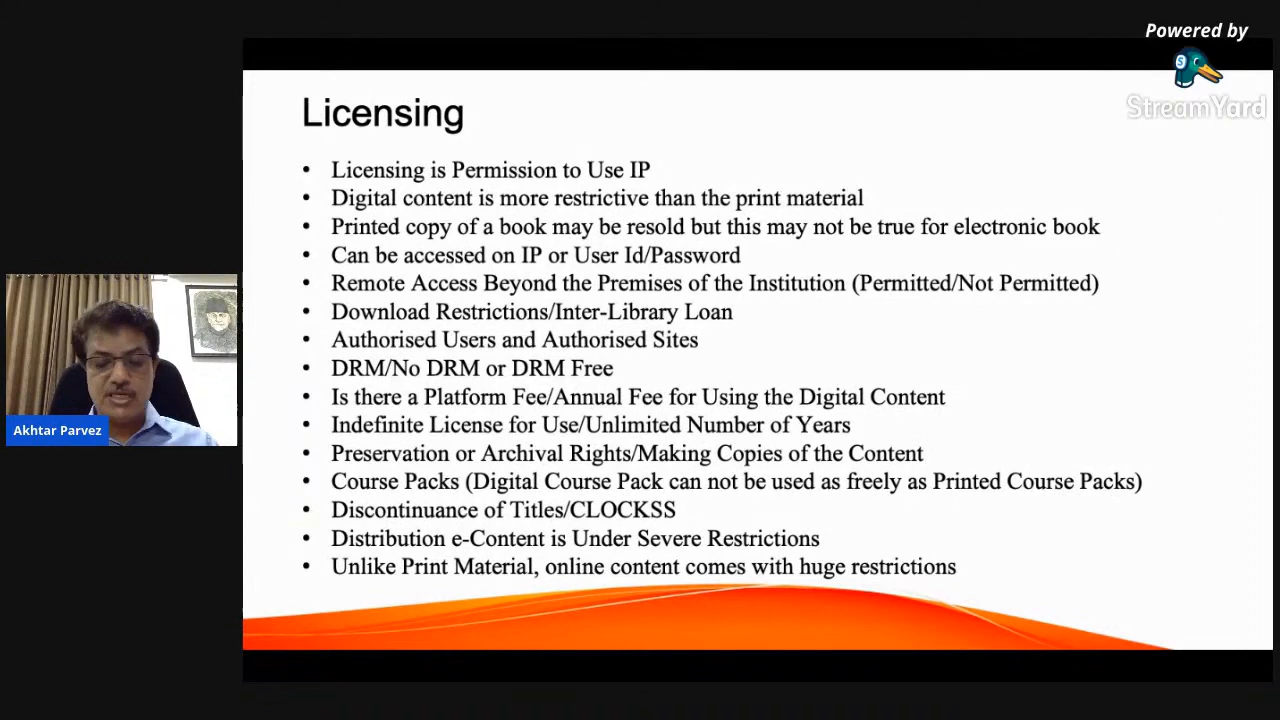 Powered by
StreamYard
Licensing
• Licensing is Permission to Use IP
• Digital content is more restrictive than the print material
• Printed copy of a book may be resold but this may not be true for electronic book
• Can be accessed on IP or User Id/Password
• Remote Access Beyond the Premises of the Institution (Permitted/Not Permitted)
• Download Restrictions/Inter-Library Loan
• Authorised Users and Authorised Sites
• DRM/No DRM or DRM Free
• Is there a Platform Fee/Annual Fee for Using the Digital Content
• Indefinite License for Use/Unlimited Number of Years
• Preservation or Archival Rights/Making Copies of the Content
• Course Packs (Digital Course Pack can not be used as freely as Printed Course Packs)
• Discontinuance of Titles/CLOCKSS
• Distribution e-Content is Under Severe Restrictions
• Unlike Print Material, online content comes with huge restrictions
Akhtar Parvez